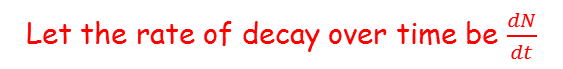 Let the rate of decay over time be dN/dt